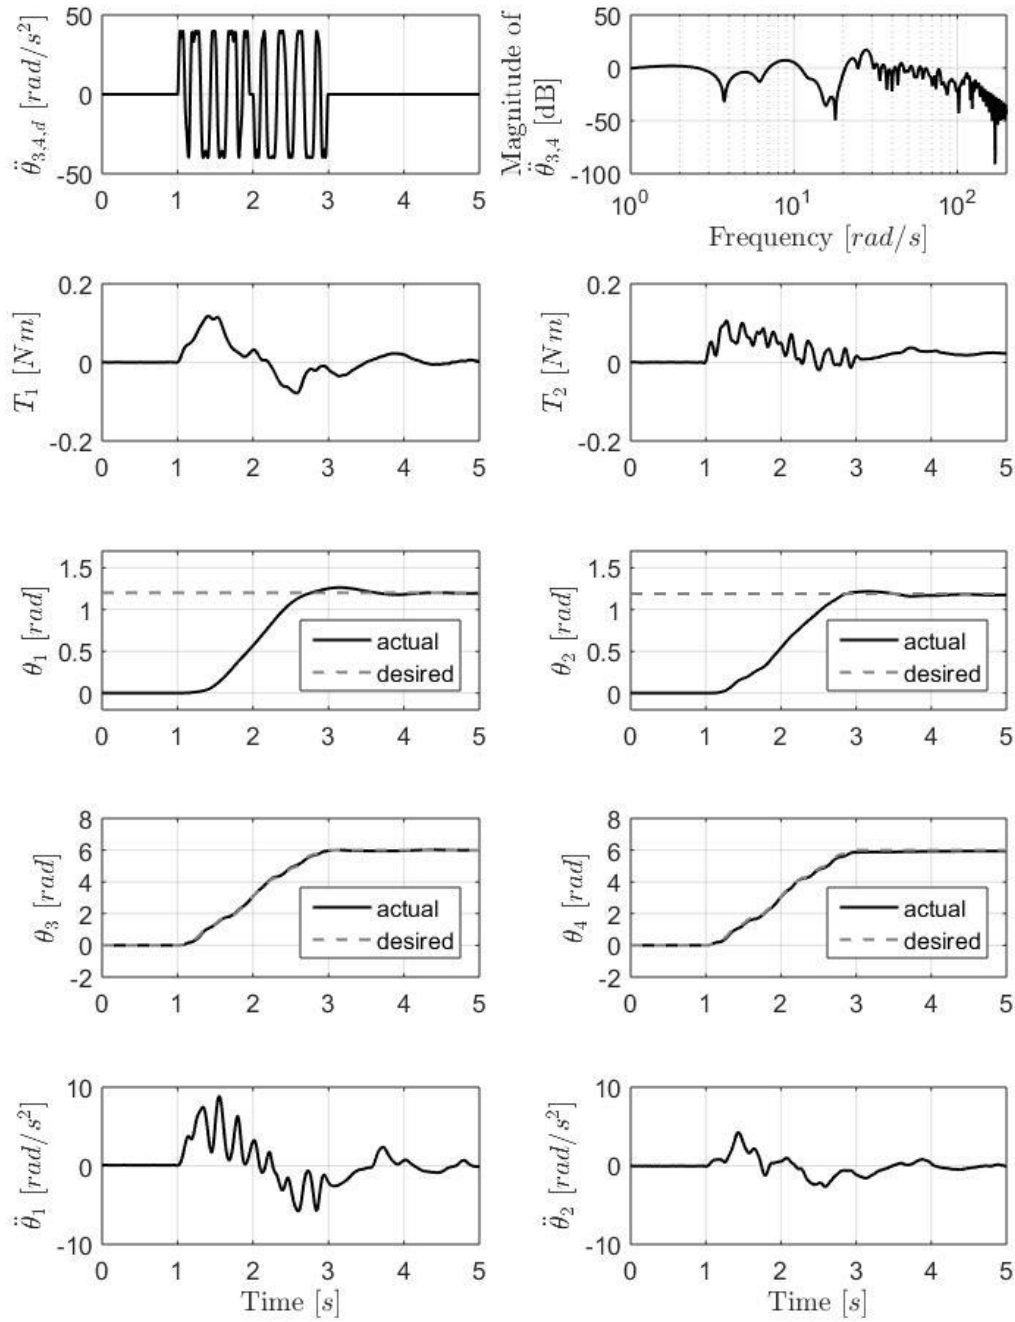 θ̈3,4,d [rad/s²]
50
0
-50
0 1 2 3 4 5
Magnitude of
θ̈3,4 [dB]
50
0
-50
-100
10⁰ 10¹ 10²
Frequency [rad/s]
T1 [Nm]
0.2
0
-0.2
0 1 2 3 4 5
T2 [Nm]
0.2
0
-0.2
0 1 2 3 4 5
θ1 [rad]
1.5
1
0.5
0
actual
desired
0 1 2 3 4 5
θ2 [rad]
1.5
1
0.5
0
actual
desired
0 1 2 3 4 5
θ3 [rad]
8
6
4
2
0
-2
actual
desired
0 1 2 3 4 5
θ4 [rad]
8
6
4
2
0
-2
actual
desired
0 1 2 3 4 5
θ̈1 [rad/s²]
10
0
-10
0 1 2 3 4 5
Time [s]
θ̈2 [rad/s²]
10
0
-10
0 1 2 3 4 5
Time [s]